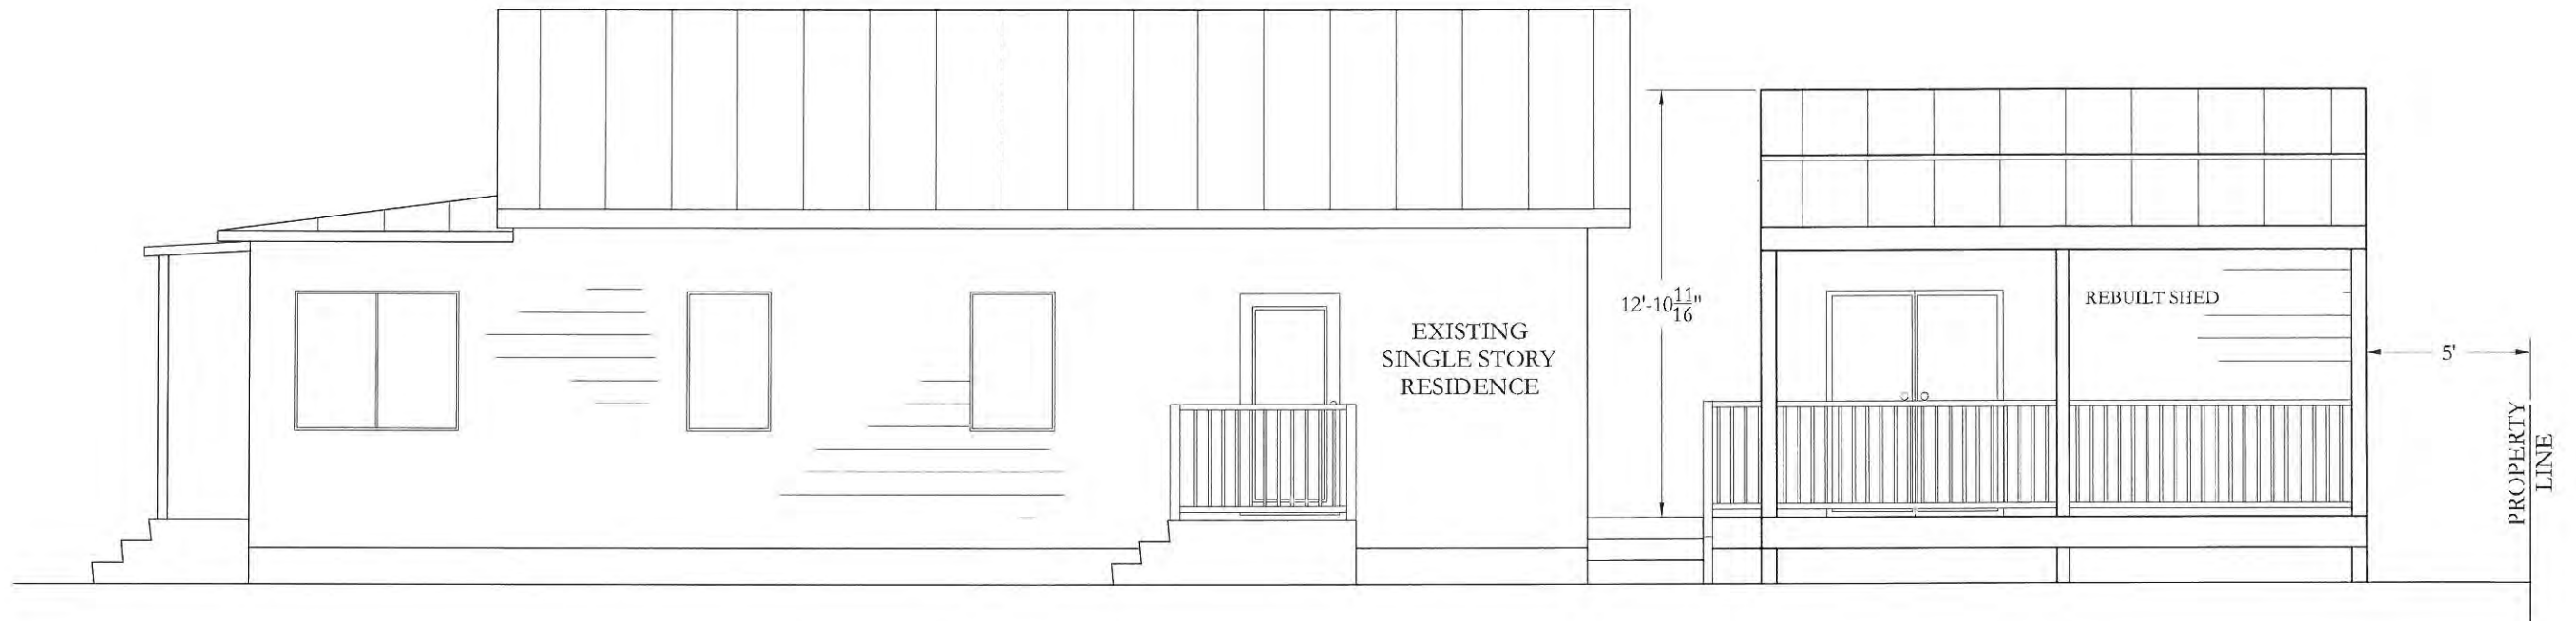 EXISTING
SINGLE STORY
RESIDENCE
12'-10 11/16"
REBUILT SHED
5'
PROPERTY
LINE